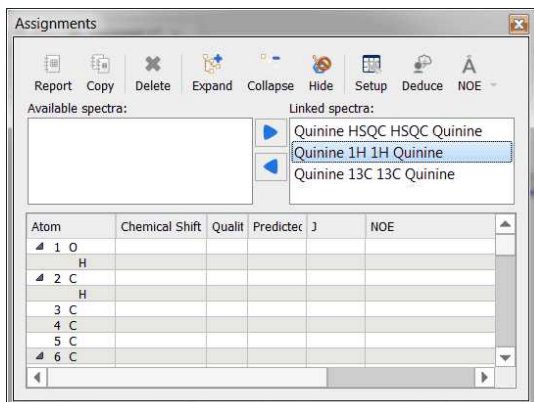 Assignments
Report Copy Delete Expand Collapse Hide Setup Deduce NOE
Available spectra: Linked spectra:
Quinine HSQC HSQC Quinine
Quinine 1H 1H Quinine
Quinine 13C 13C Quinine
Atom Chemical Shift Qualit Predictec J NOE
1 O
H
2 C
H
3 C
4 C
5 C
6 C